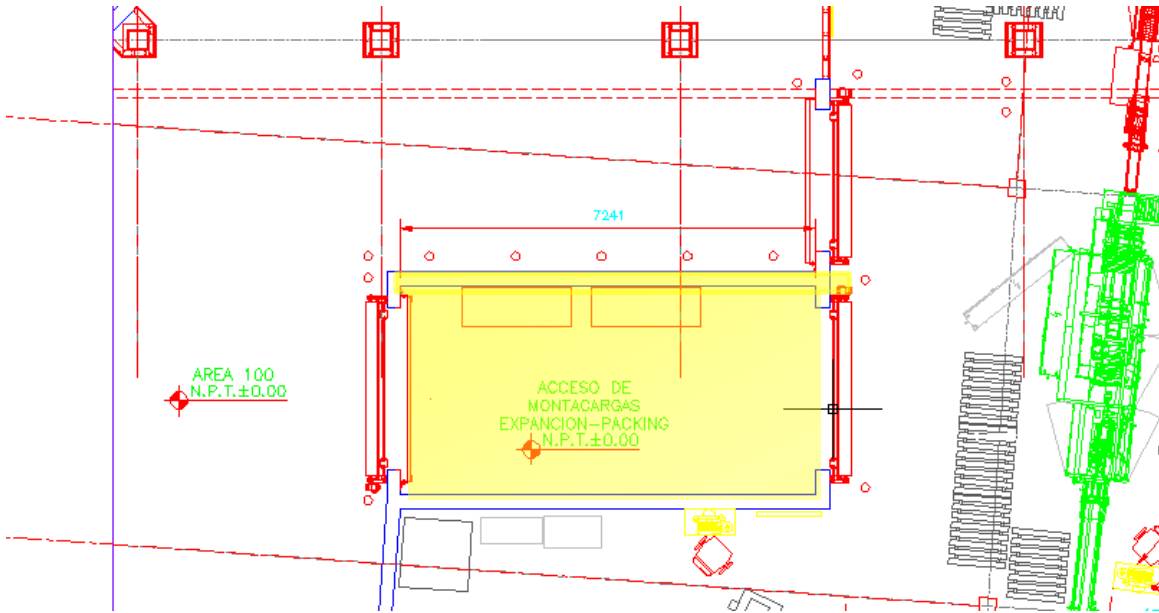 7241
AREA 100
N.P.T.±0.00
ACCESO DE
MONTACARGAS
EXPANCION-PACKING
N.P.T.±0.00